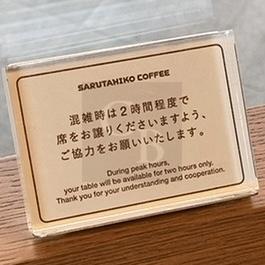 SARUTAHIKO COFFEE
混雑時は2時間程度で
席をお譲りくださいますよう、
ご協力をお願いいたします。
During peak hours,
your table will be available for two hours only.
Thank you for your understanding and cooperation.